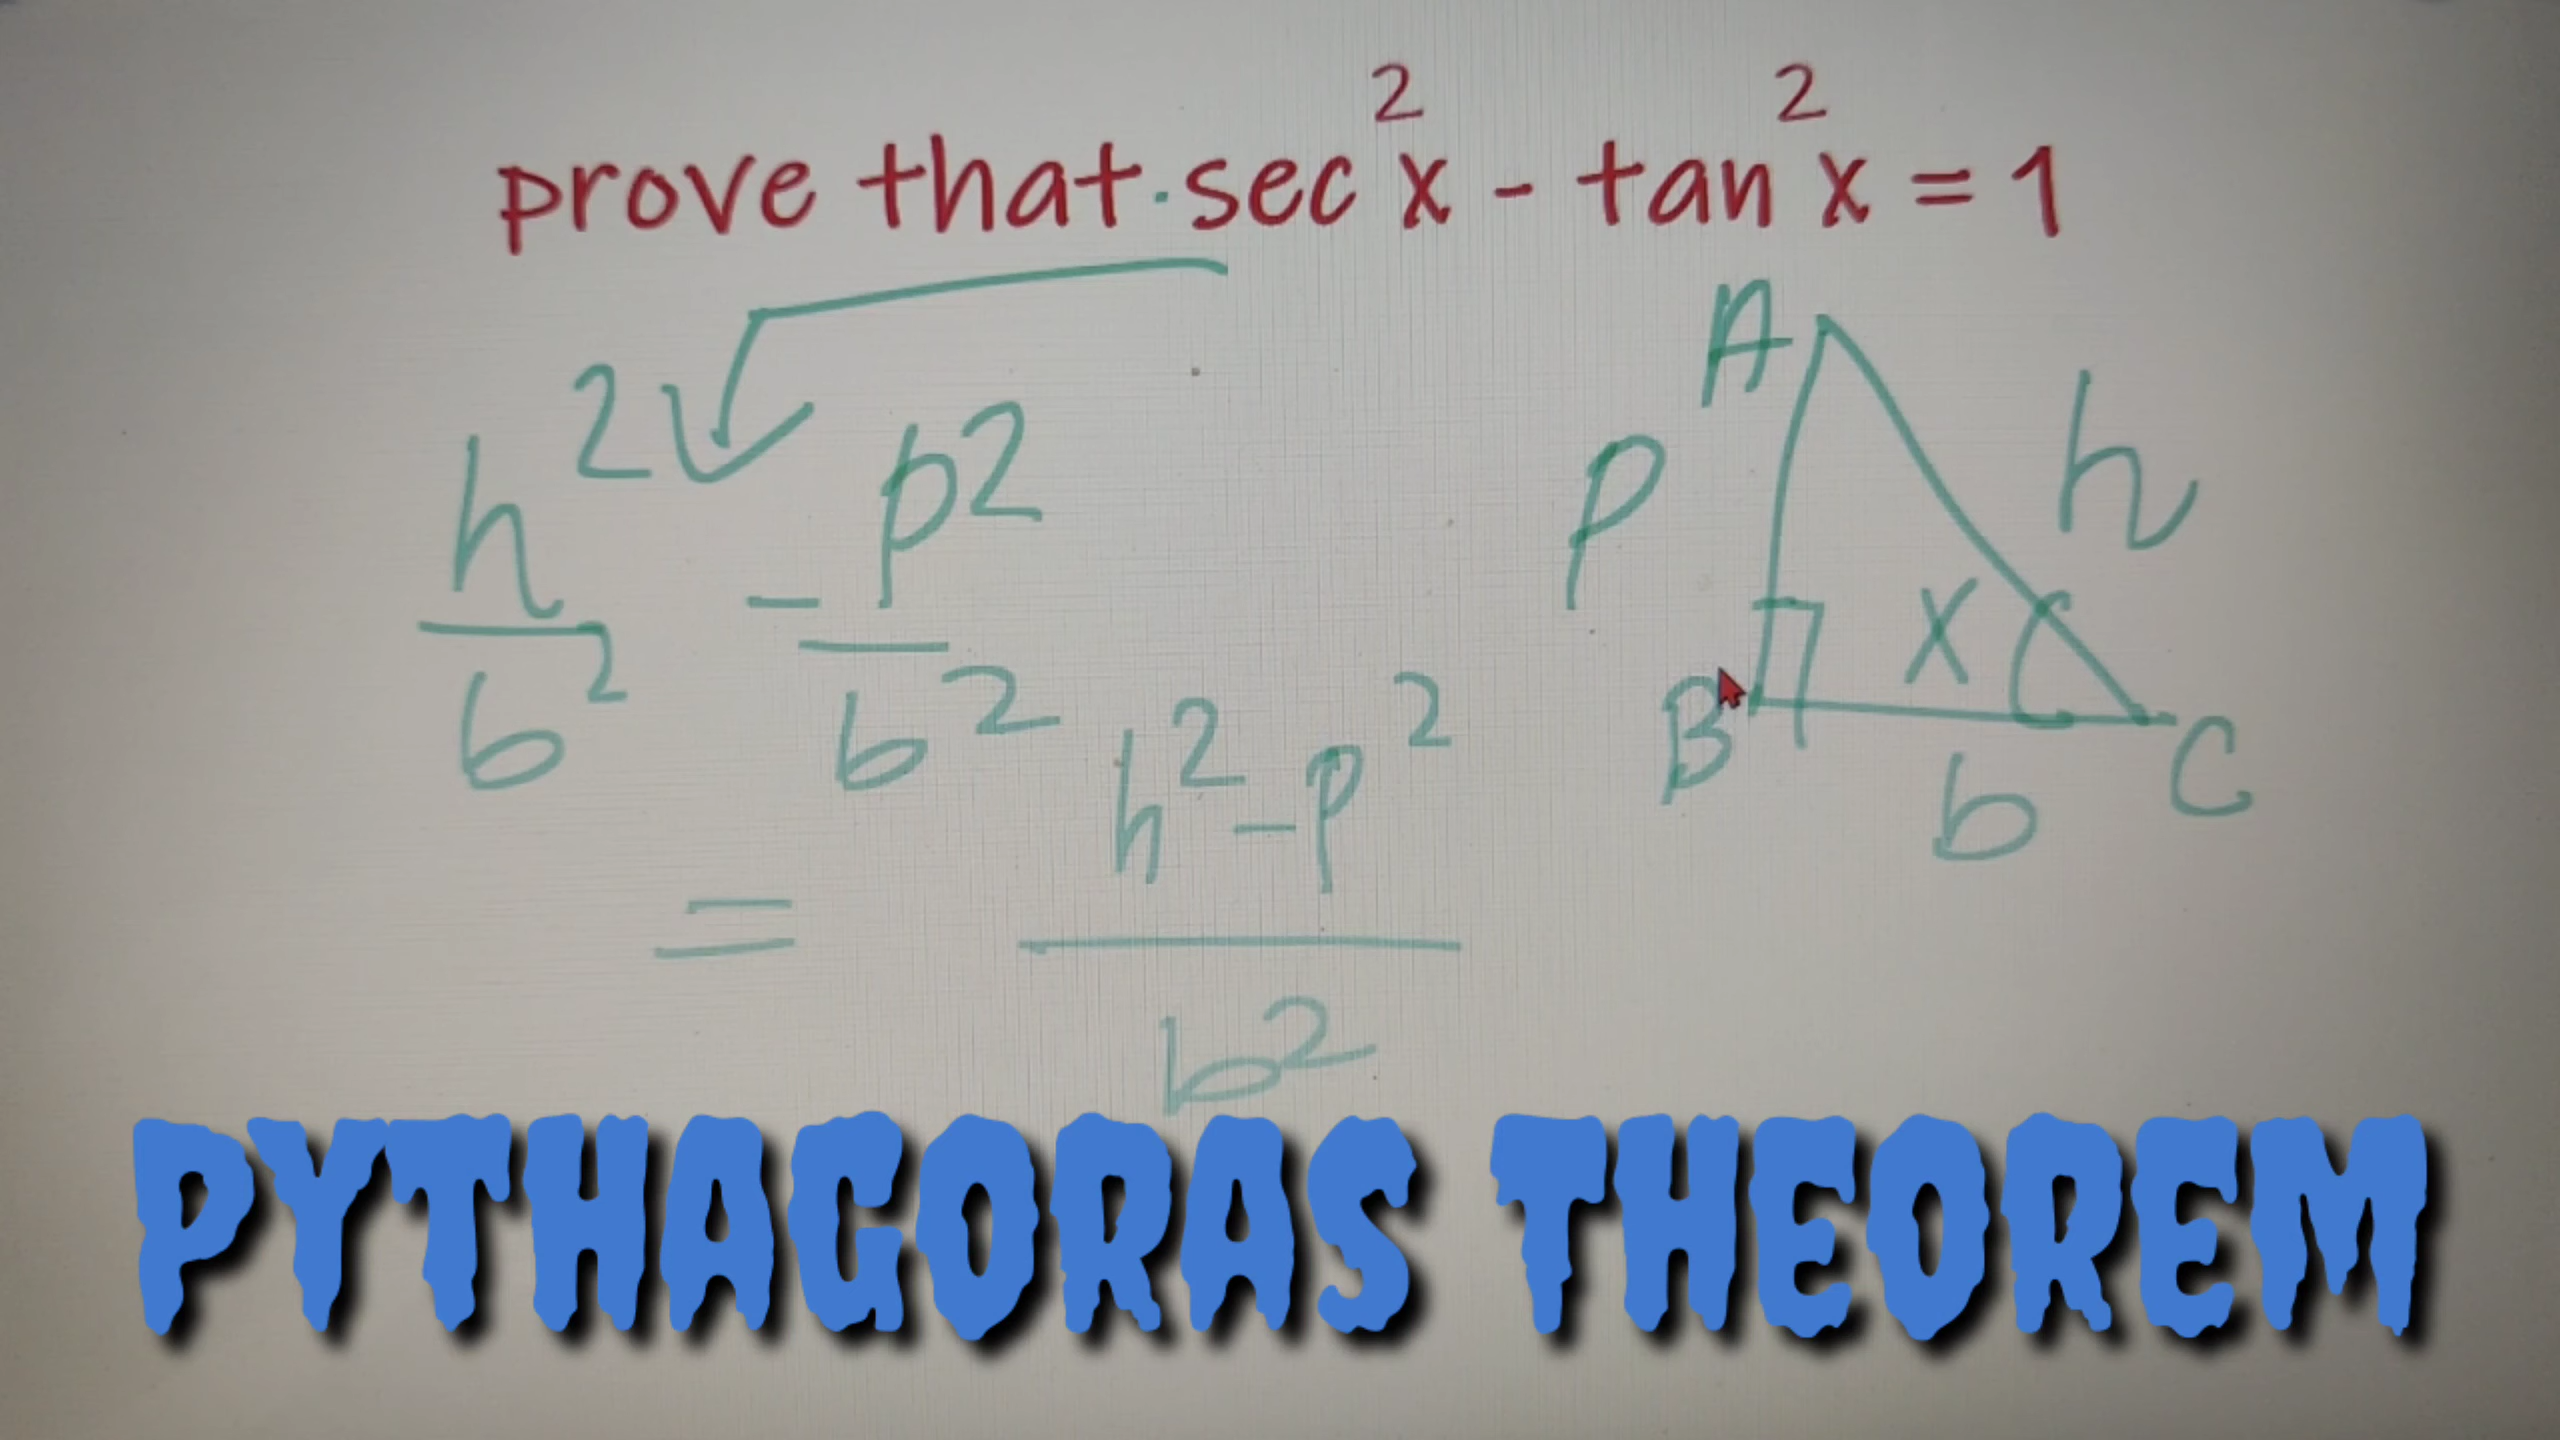 prove that sec²x - tan²x = 1
A
h² / b² - p² / b²
P
h
x
B
C
b
= h² - p² / b²
PYTHAGORAS THEOREM